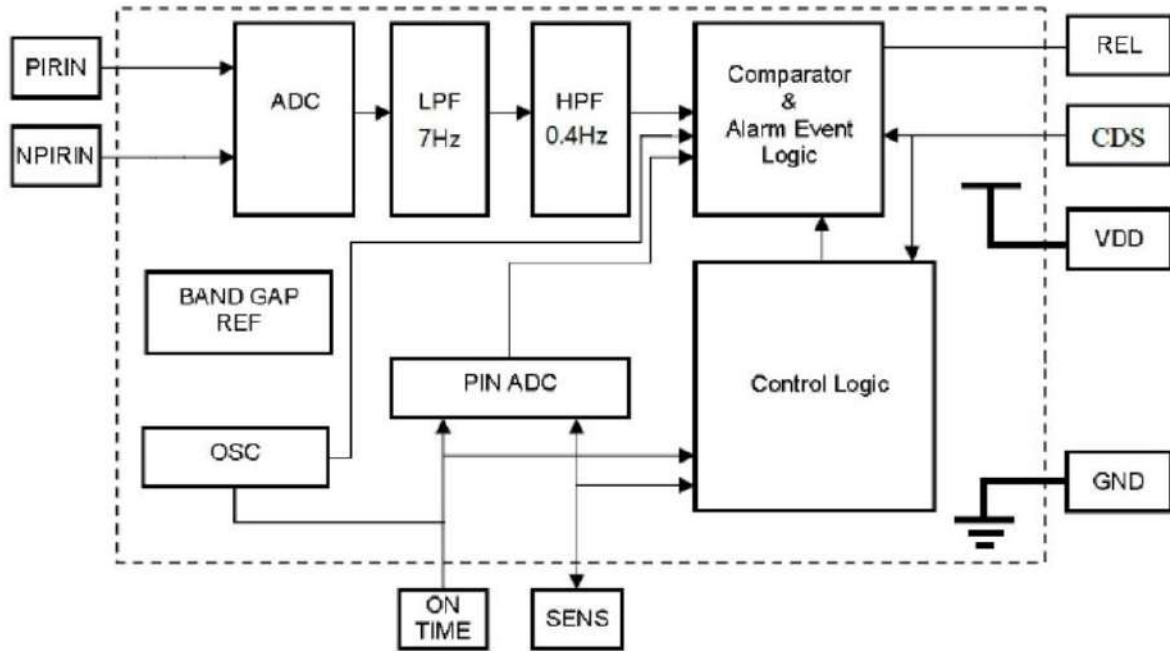 PIRIN
NPIRIN
ADC
LPF
7Hz
HPF
0.4Hz
Comparator
&
Alarm Event
Logic
REL
CDS
VDD
BAND GAP
REF
PIN ADC
Control Logic
OSC
GND
ON
TIME
SENS